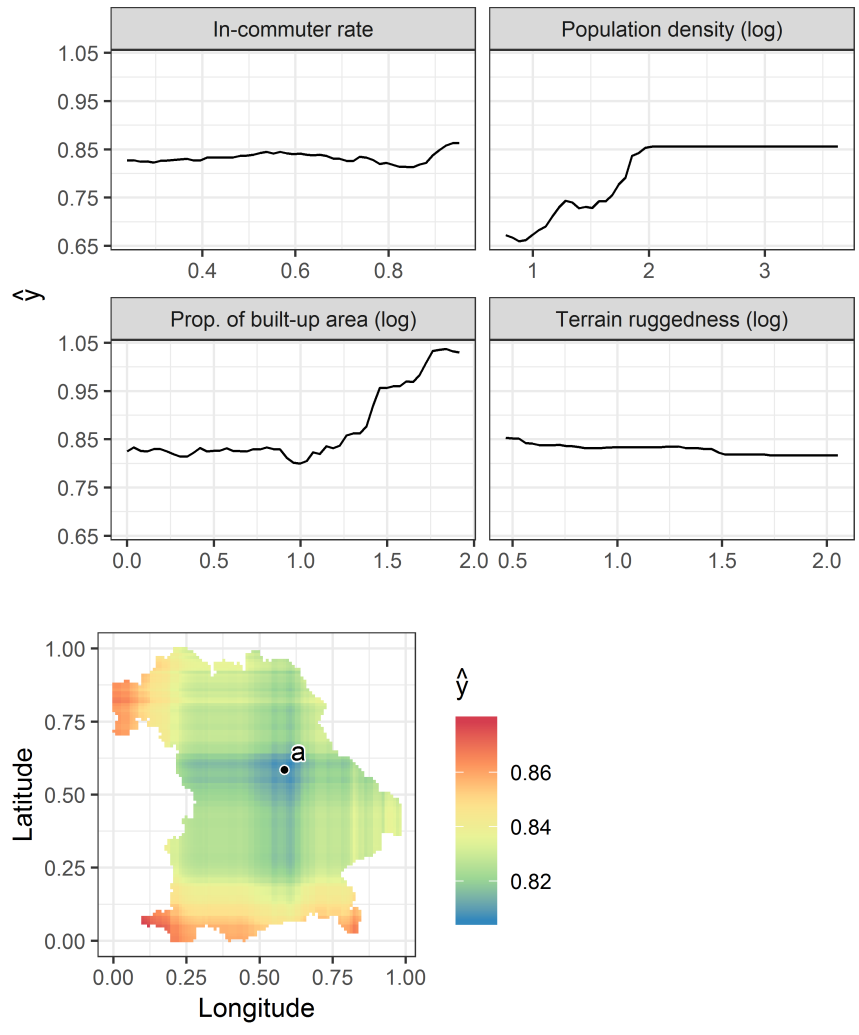 In-commuter rate Population density (log)
1.05
0.95
0.85
0.75
0.65
0.4 0.6 0.8 1 2 3
ŷ
Prop. of built-up area (log) Terrain ruggedness (log)
1.05
0.95
0.85
0.75
0.65
0.0 0.5 1.0 1.5 2.0 0.5 1.0 1.5 2.0
1.00
0.75
0.50
0.25
0.00
Latitude
a
0.00 0.25 0.50 0.75 1.00
Longitude
ŷ
0.86
0.84
0.82